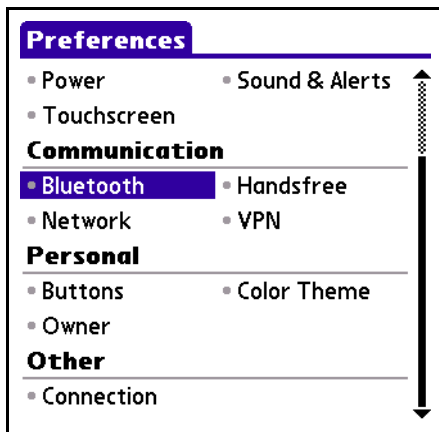 Preferences
Power Sound & Alerts
Touchscreen
Communication
Bluetooth Handsfree
Network VPN
Personal
Buttons Color Theme
Owner
Other
Connection